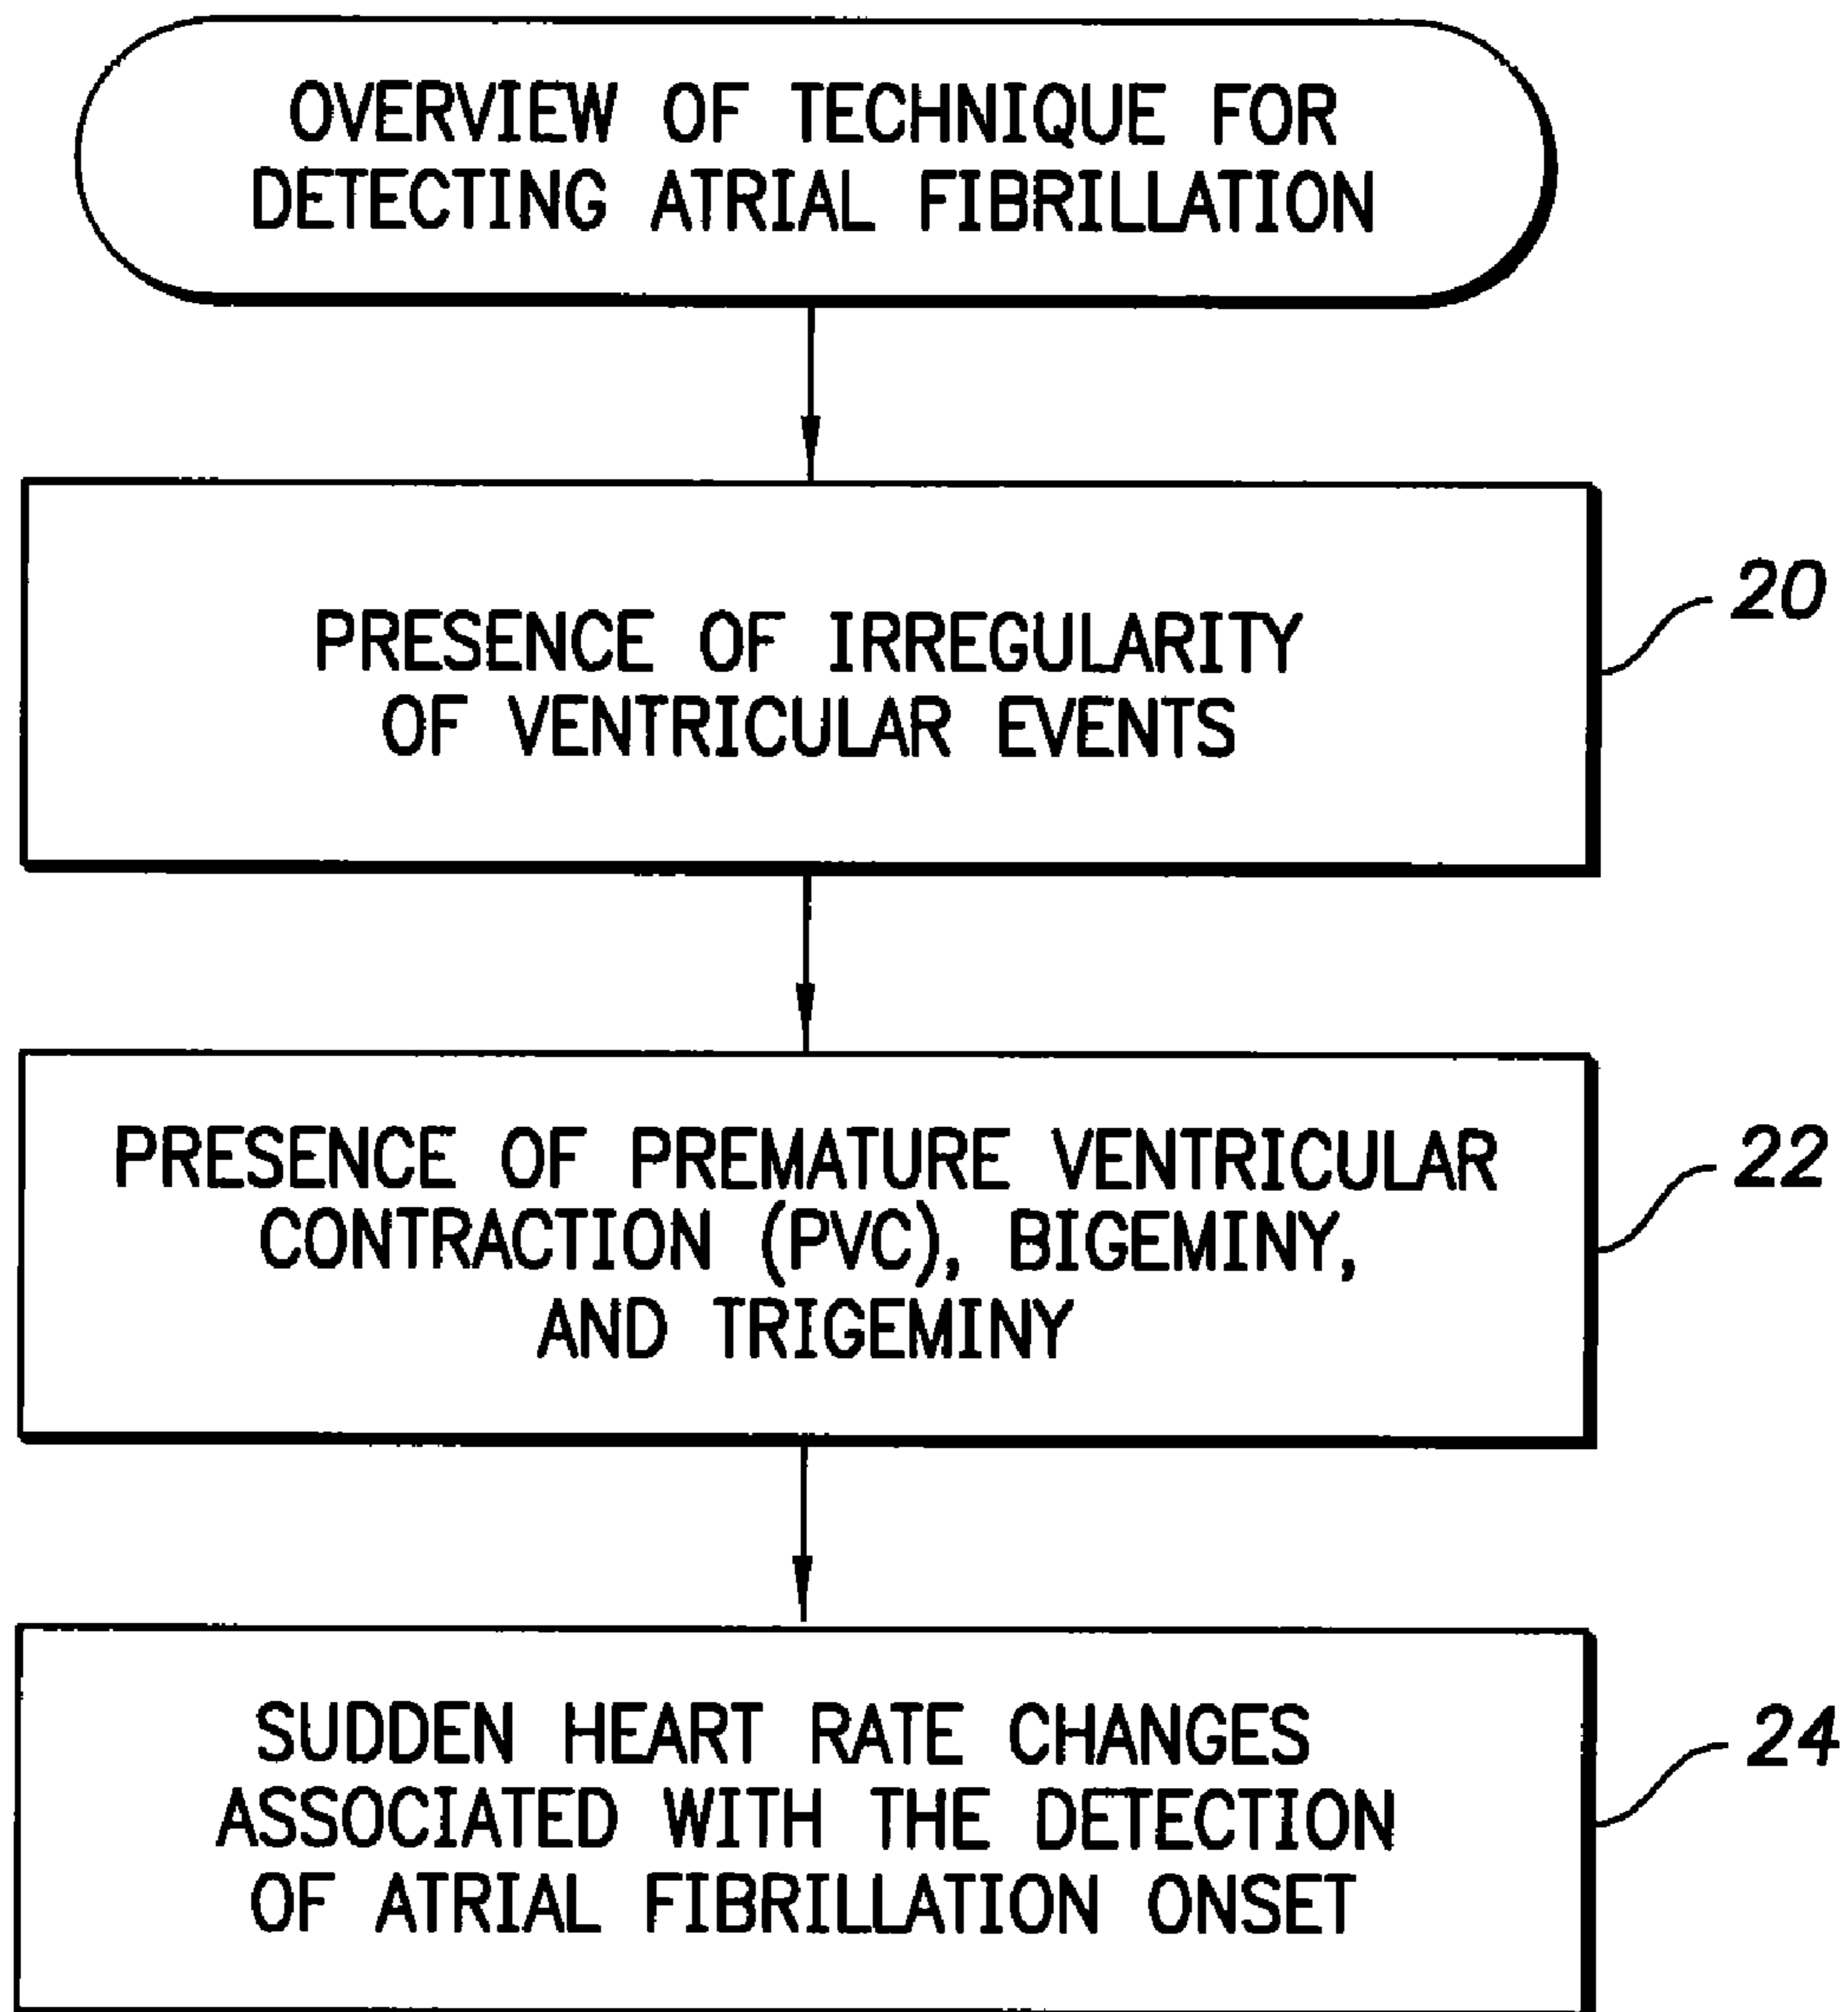 OVERVIEW OF TECHNIQUE FOR
DETECTING ATRIAL FIBRILLATION
PRESENCE OF IRREGULARITY
OF VENTRICULAR EVENTS
20
PRESENCE OF PREMATURE VENTRICULAR
CONTRACTION (PVC), BIGEMINY,
AND TRIGEMINY
22
SUDDEN HEART RATE CHANGES
ASSOCIATED WITH THE DETECTION
OF ATRIAL FIBRILLATION ONSET
24